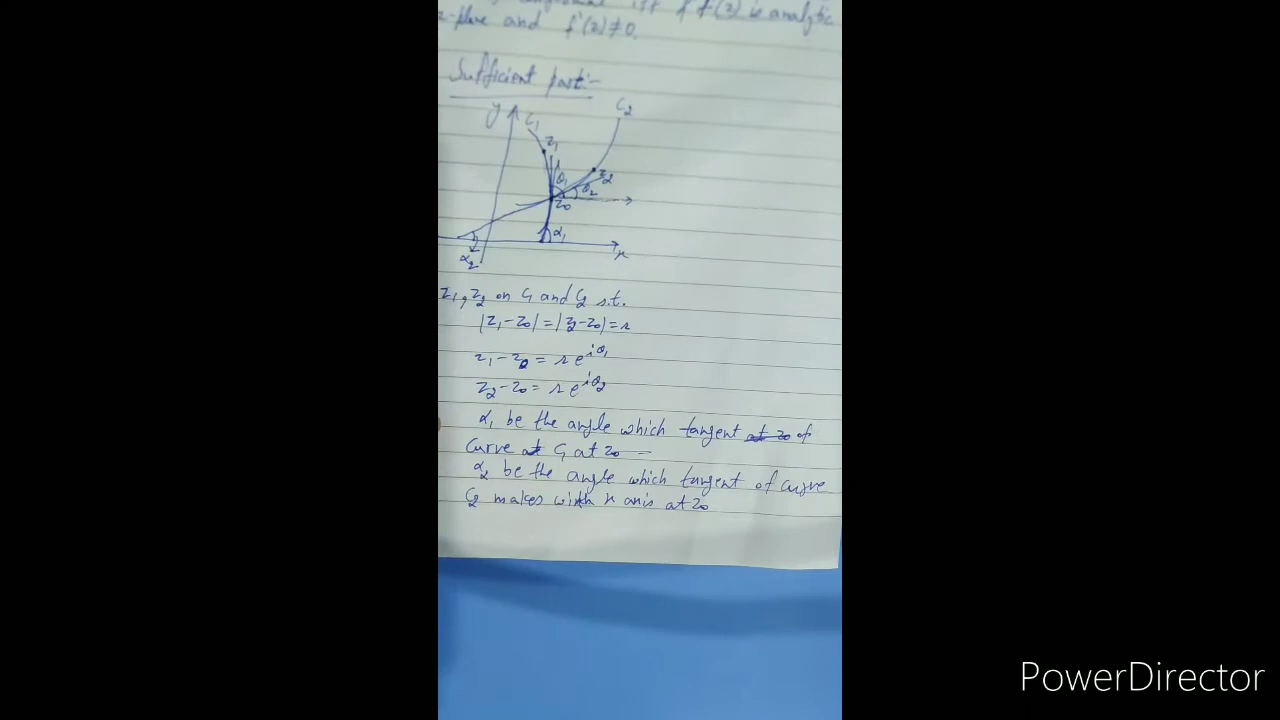 iff f(z) is analytic
z-plane and f'(z) ≠ 0.
Sufficient part:-
y C₁ C₂
z₁
θ₁ z₂
θ₂
z₀
α₁
x
α₂
z₁, z₂ on C₁ and C₂ s.t.
|z₁-z₀| = |z₂-z₀| = r
z₁-z₀ = r e^{iθ₁}
z₂-z₀ = r e^{iθ₂}
α₁ be the angle which tangent at z₀ of
curve at C₁ at z₀ —
α₂ be the angle which tangent of curve
C₂ makes with x axis at z₀
PowerDirector